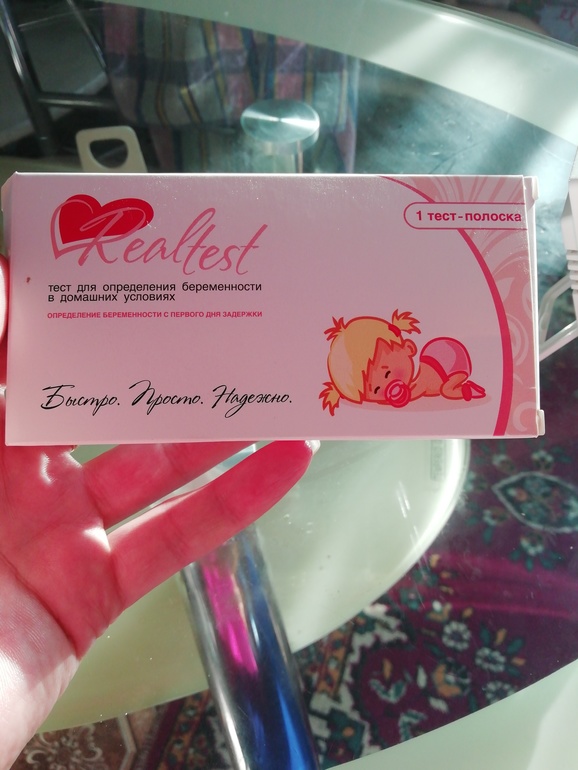 1 тест-полоска
Realtest
тест для определения беременности
в домашних условиях
ОПРЕДЕЛЕНИЕ БЕРЕМЕННОСТИ С ПЕРВОГО ДНЯ ЗАДЕРЖКИ
Быстро. Просто. Надежно.